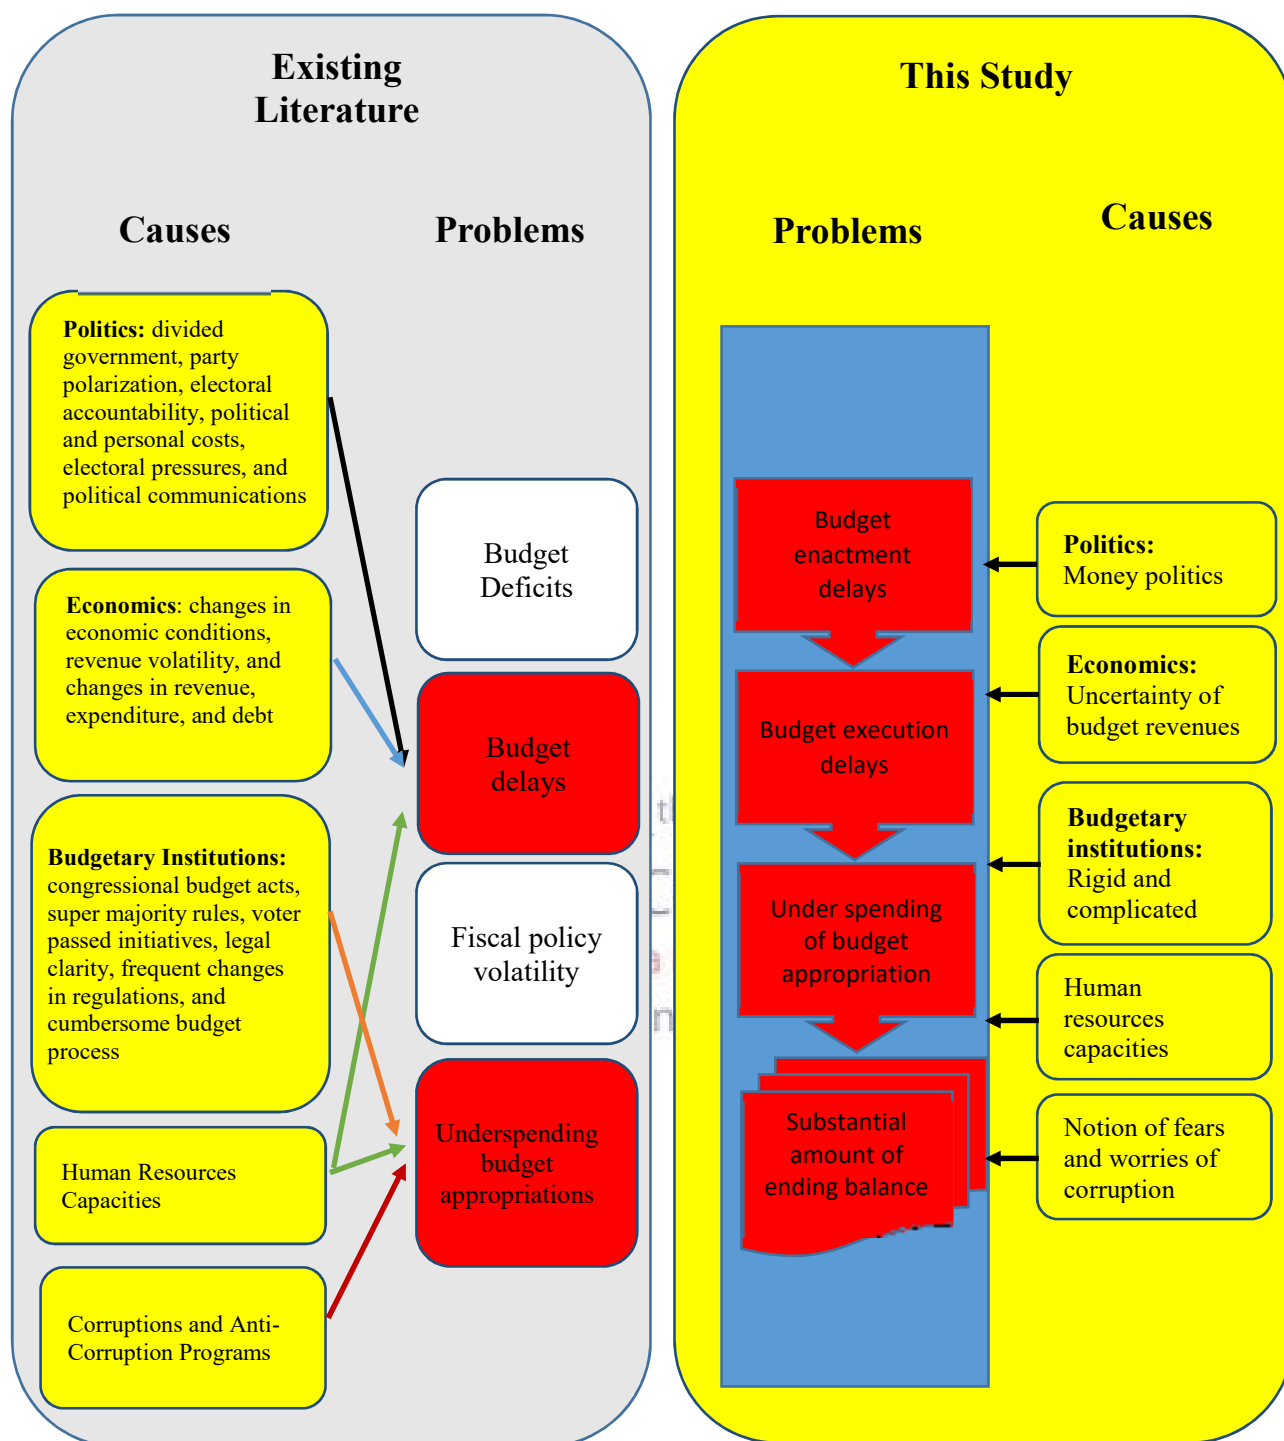 Existing
Literature
Causes
Problems
Politics: divided
government, party
polarization, electoral
accountability, political
and personal costs,
electoral pressures, and
political communications
Economics: changes in
economic conditions,
revenue volatility, and
changes in revenue,
expenditure, and debt
Budgetary Institutions:
congressional budget acts,
super majority rules, voter
passed initiatives, legal
clarity, frequent changes
in regulations, and
cumbersome budget
process
Human Resources
Capacities
Corruptions and Anti-
Corruption Programs
Budget
Deficits
Budget
delays
Fiscal policy
volatility
Underspending
budget
appropriations
This Study
Problems
Causes
Budget
enactment
delays
Budget execution
delays
Under spending
of budget
appropriation
Substantial
amount of
ending balance
Politics:
Money politics
Economics:
Uncertainty of
budget revenues
Budgetary
institutions:
Rigid and
complicated
Human
resources
capacities
Notion of fears
and worries of
corruption